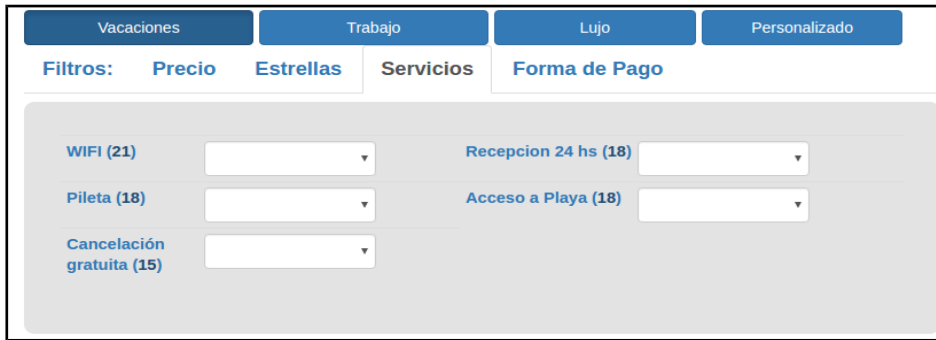 Vacaciones Trabajo Lujo Personalizado
Filtros: Precio Estrellas Servicios Forma de Pago
WIFI (21) Recepcion 24 hs (18)
Pileta (18) Acceso a Playa (18)
Cancelación
gratuita (15)